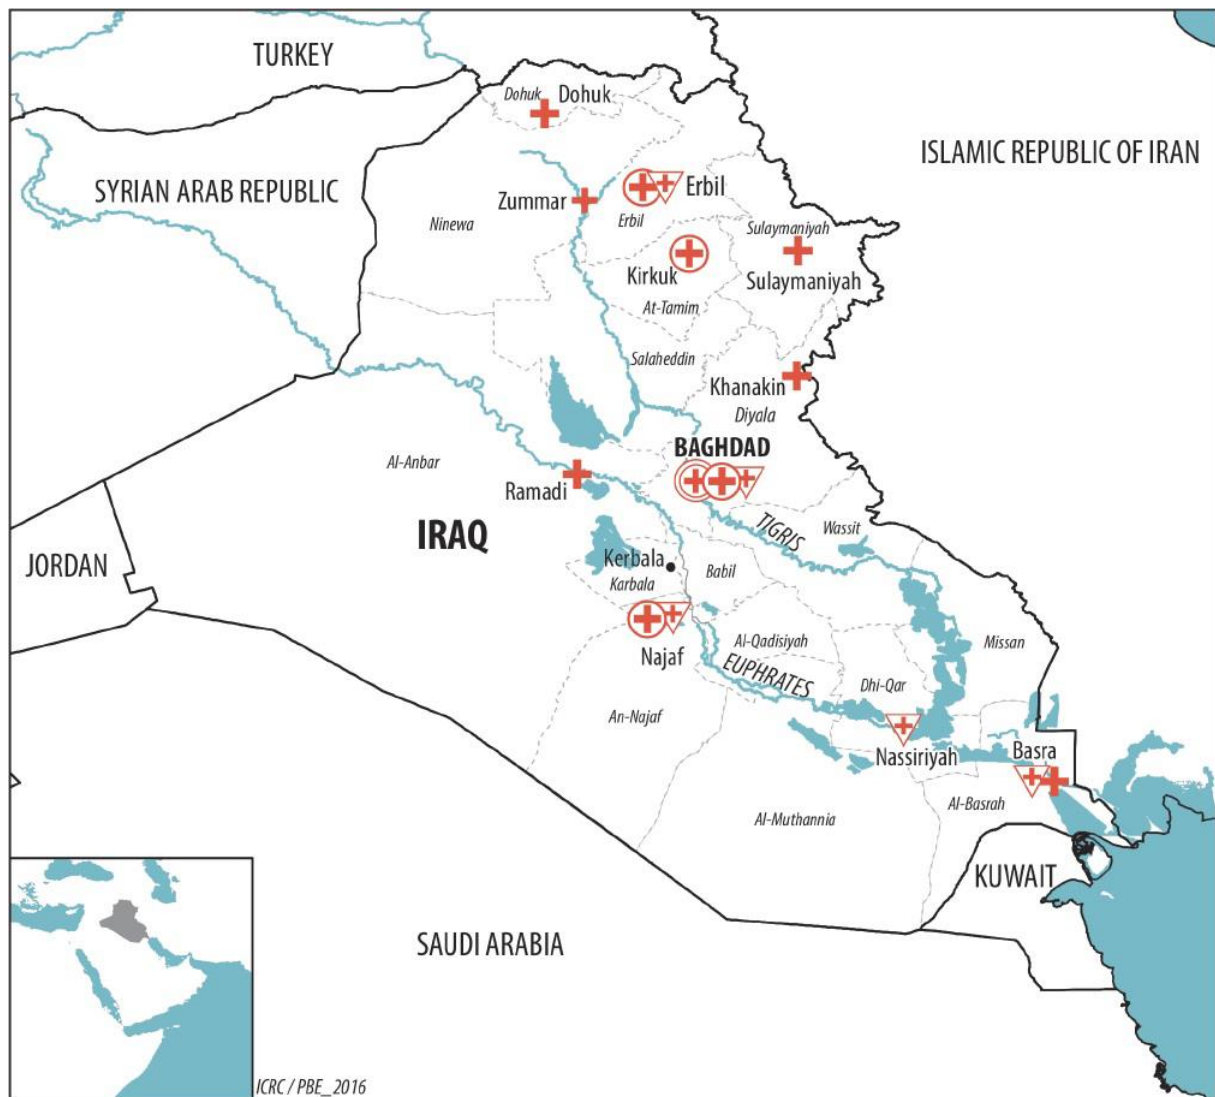 TURKEY
Dohuk
Dohuk
ISLAMIC REPUBLIC OF IRAN
SYRIAN ARAB REPUBLIC
Zummar
Erbil
Ninewa
Erbil
Sulaymaniyah
Kirkuk
Sulaymaniyah
At-Tamim
Salaheddin
Khanakin
Diyala
BAGHDAD
Al-Anbar
Ramadi
TIGRIS
Wassit
IRAQ
JORDAN
Kerbala
Karbala
Babil
Al-Qadisiyah
Missan
Najaf
EUPHRATES
Dhi-Qar
An-Najaf
Nassiriyah
Basra
Al-Basrah
Al-Muthannia
KUWAIT
SAUDI ARABIA
ICRC / PBE_2016